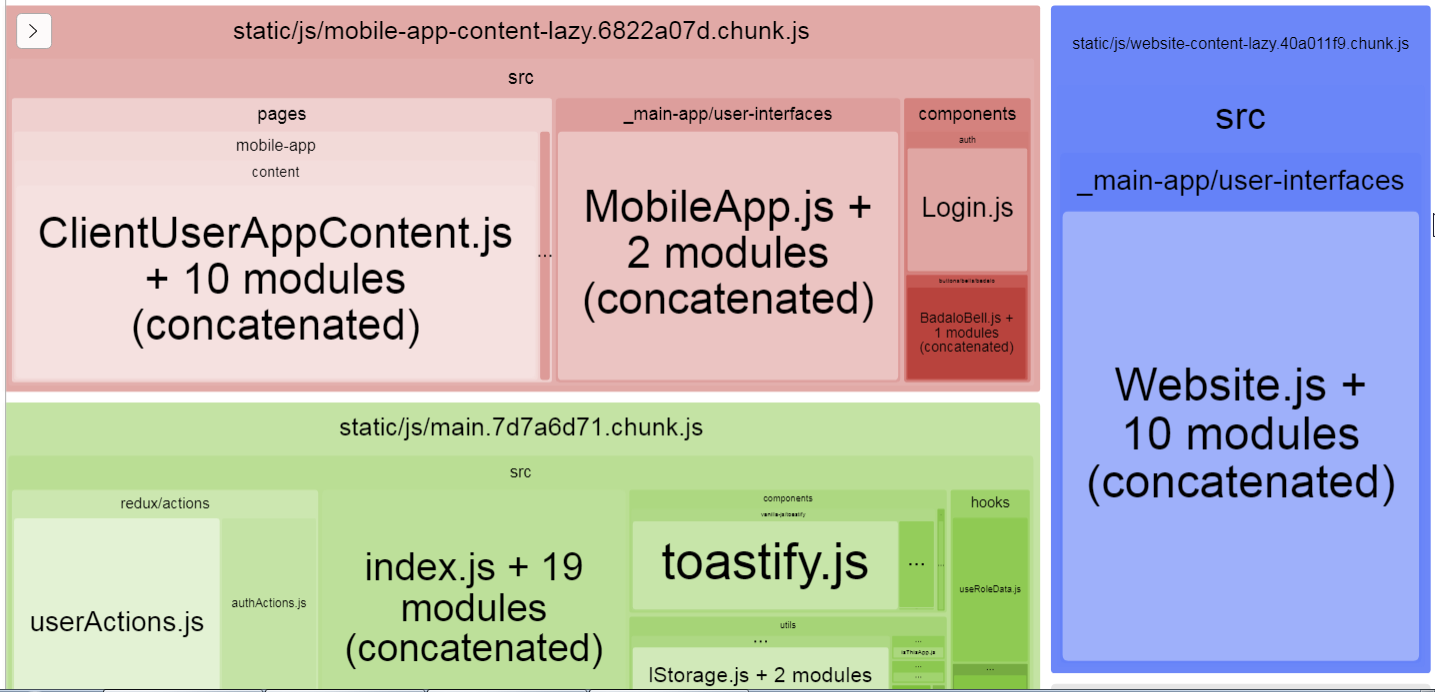 static/js/mobile-app-content-lazy.6822a07d.chunk.js
src
pages
mobile-app
content
ClientUserAppContent.js
+ 10 modules
(concatenated)
...
_main-app/user-interfaces
MobileApp.js +
2 modules
(concatenated)
components
auth
Login.js
BadaloBell.js +
1 modules
(concatenated)
static/js/website-content-lazy.40a011f9.chunk.js
src
_main-app/user-interfaces
Website.js +
10 modules
(concatenated)
static/js/main.7d7a6d71.chunk.js
src
redux/actions
userActions.js
authActions.js
index.js + 19
modules
(concatenated)
components
vanilla-js/toastify
toastify.js
...
...
utils
...
lStorage.js + 2 modules
...
isThisApp.js
...
...
hooks
useRoleData.js
...